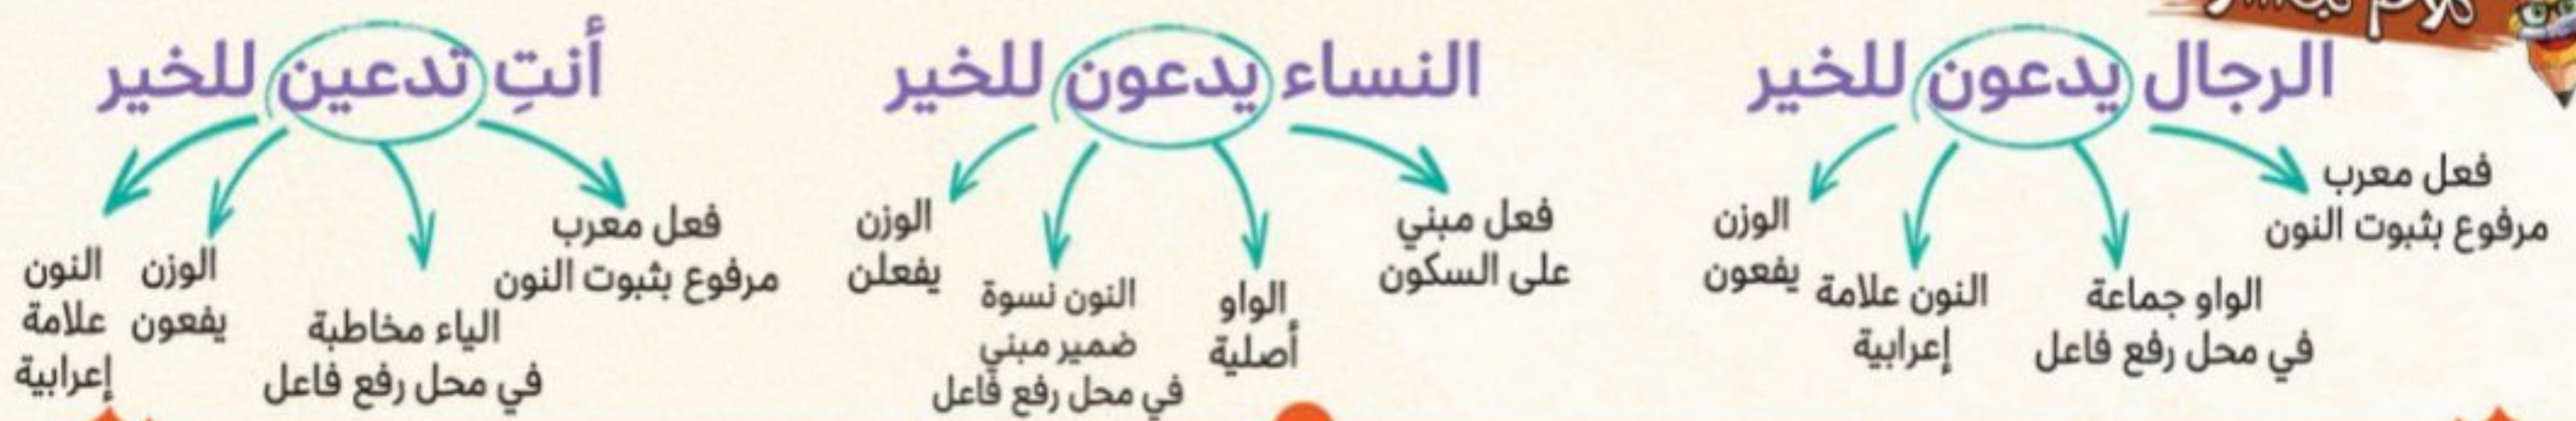 الرجال يدعون للخير
فعل معرب
مرفوع بثبوت النون
الواو جماعة
في محل رفع فاعل
النون علامة
إعرابية
الوزن
يفعون
النساء يدعون للخير
فعل مبني
على السكون
الواو
أصلية
النون نسوة
ضمير مبني
في محل رفع فاعل
الوزن
يفعلن
أنتِ تدعين للخير
فعل معرب
مرفوع بثبوت النون
الياء مخاطبة
في محل رفع فاعل
الوزن
يفعون
النون
علامة
إعرابية